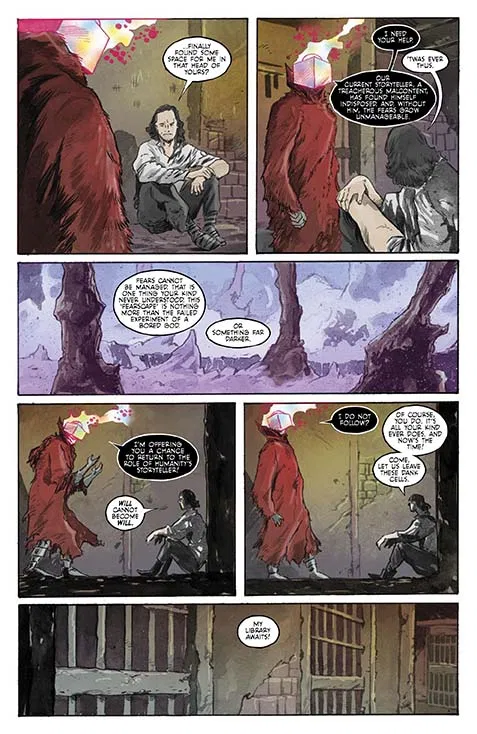 ...FINALLY
FOUND SOME
SPACE FOR ME IN
THAT HEAD OF
YOURS?
I NEED
YOUR HELP.
'TWAS EVER
THUS.
OUR
CURRENT STORYTELLER, A
TREACHEROUS MALCONTENT,
HAS FOUND HIMSELF
INDISPOSED. AND, WITHOUT
HIM, THE FEARS GROW
UNMANAGEABLE.
FEARS CANNOT
BE MANAGED. THAT IS
ONE THING YOUR KIND
NEVER UNDERSTOOD. THIS
'FEARSCAPE' IS NOTHING
MORE THAN THE FAILED
EXPERIMENT OF A
BORED GOD.
OR
SOMETHING FAR
DARKER.
I'M OFFERING
YOU A CHANCE
TO RETURN TO THE
ROLE OF HUMANITY'S
STORYTELLER!
WILL
CANNOT
BECOME
WILL.
I DO NOT
FOLLOW?
OF COURSE,
YOU DO. IT'S
ALL YOUR KIND
EVER DOES, AND
NOW'S THE
TIME!
COME,
LET US LEAVE
THESE DANK
CELLS.
MY
LIBRARY
AWAITS!